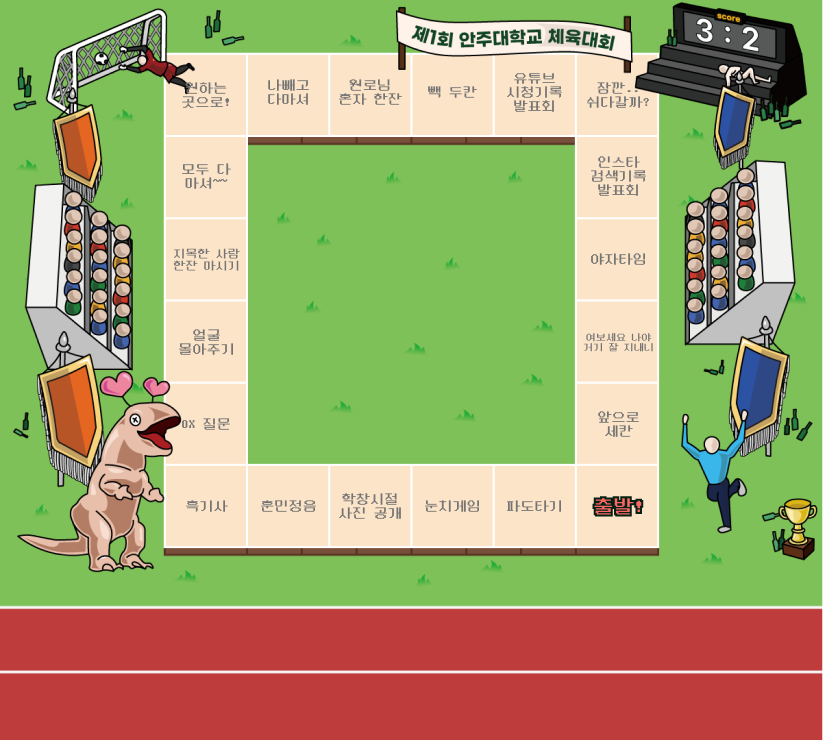 제1회 안주대학교 체육대회
score
3 : 2
원하는
곳으로!
나빼고
다마셔
원로님
혼자 한잔
빽 두칸
유튜브
시청기록
발표회
잠깐..
쉬다갈까?
모두 다
마셔~~
인스타
검색기록
발표회
지목한 사람
한잔 마시기
야자타임
얼굴
몰아주기
여보세요 나야
거기 잘 지내니
ox 질문
앞으로
세칸
흑기사
훈민정음
학창시절
사진 공개
눈치게임
파도타기
출발!